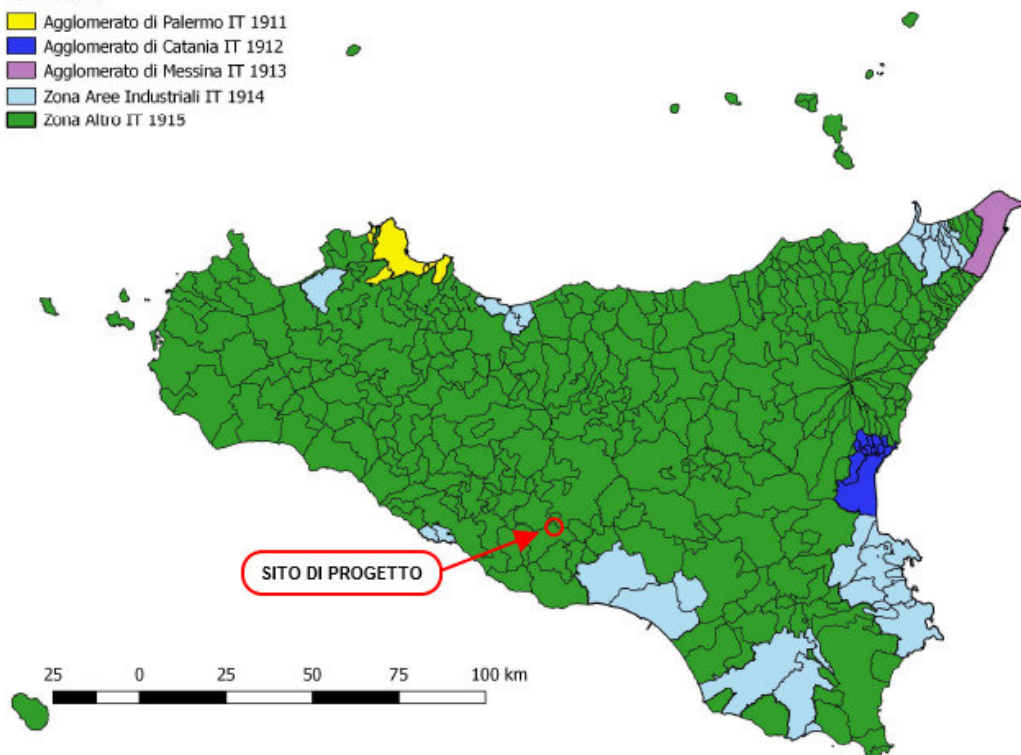 Agglomerato di Palermo IT 1911
Agglomerato di Catania IT 1912
Agglomerato di Messina IT 1913
Zona Aree Industriali IT 1914
Zona Altro IT 1915
SITO DI PROGETTO
25 0 25 50 75 100 km